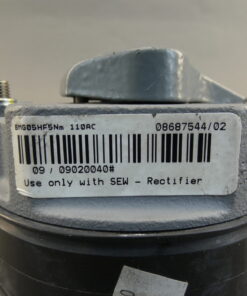 BMG05HF5Nm 110AC 08687544/02
09 / 09020040#
Use only with SEW - Rectifier